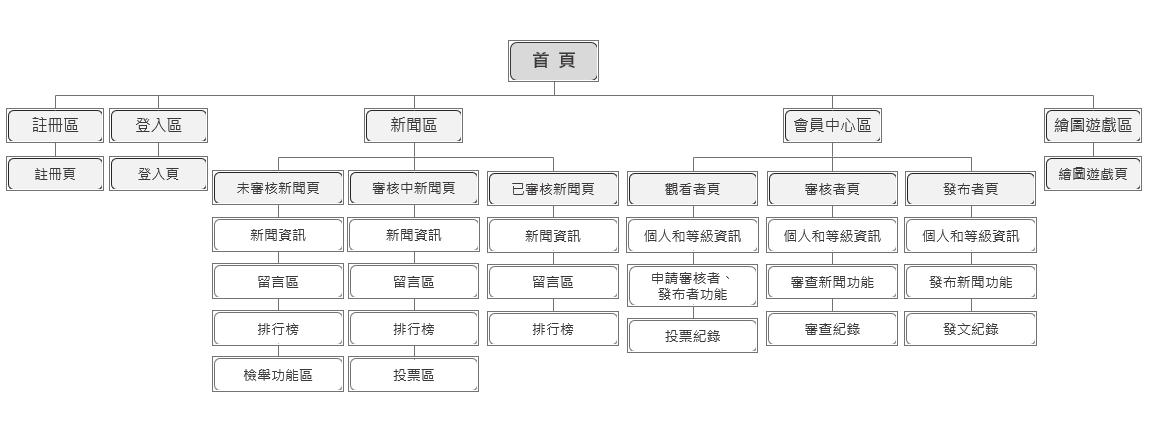 首 頁
註冊區
登入區
新聞區
會員中心區
繪圖遊戲區
註冊頁
登入頁
繪圖遊戲頁
未審核新聞頁
審核中新聞頁
已審核新聞頁
觀看者頁
審核者頁
發布者頁
新聞資訊
新聞資訊
新聞資訊
個人和等級資訊
個人和等級資訊
個人和等級資訊
留言區
留言區
留言區
申請審核者、
發布者功能
審查新聞功能
發布新聞功能
排行榜
排行榜
排行榜
投票紀錄
審查紀錄
發文紀錄
檢舉功能區
投票區